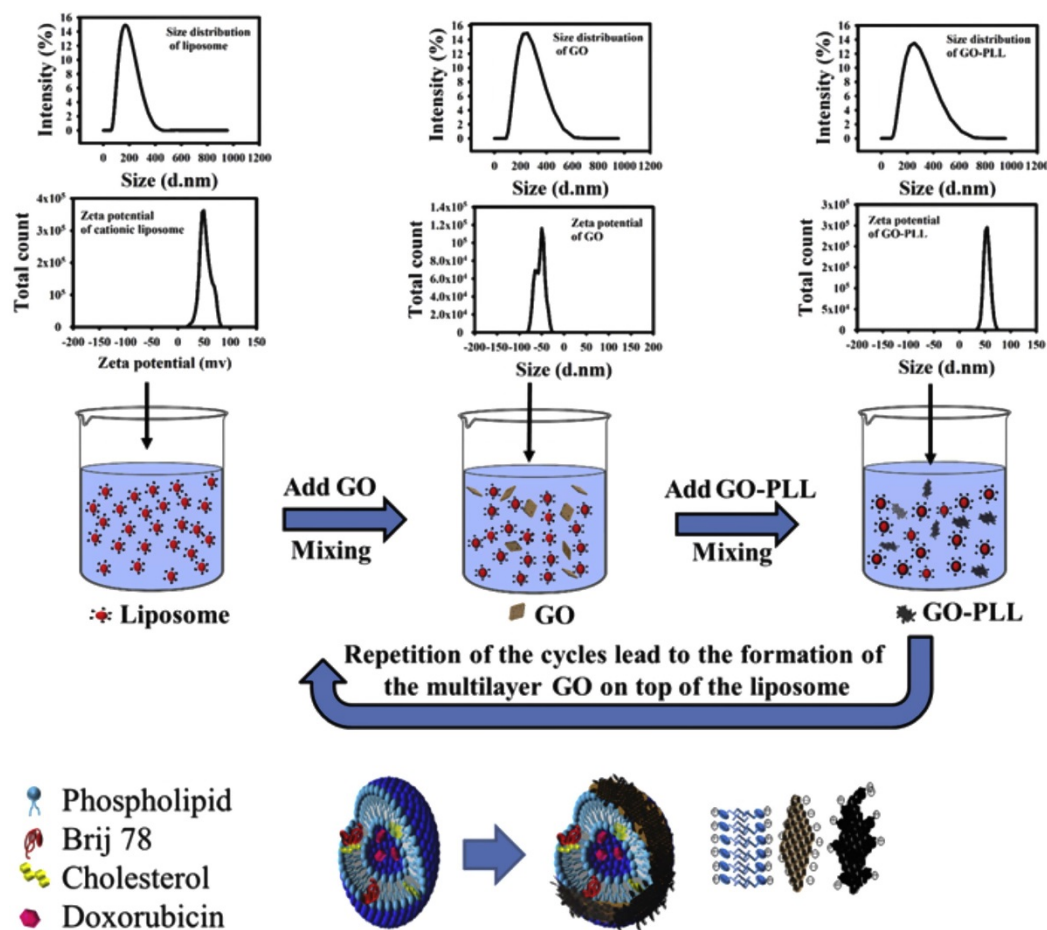 16
14
12
10
8
6
4
2
0
Intensity (%)
Size distribution
of liposome
0 200 400 600 800 1000 1200
Size (d.nm)
16
14
12
10
8
6
4
2
0
Intensity (%)
Size distribuation
of GO
0 200 400 600 800 1000 1200
Size (d.nm)
16
14
12
10
8
6
4
2
0
Intensity (%)
Size distribution
of GO-PLL
0 200 400 600 800 1000 1200
Size (d.nm)
4x10⁵
3x10⁵
2x10⁵
10⁵
0
Total count
Zeta potential
of cationic liposome
-200 -150 -100 -50 0 50 100 150
Zeta potential (mv)
1.2x10⁵
10⁵
8.0x10⁴
6.0x10⁴
4.0x10⁴
2.0x10⁴
0
Total count
Zeta potential
of GO
-200 -150 -100 -50 0 50 100 150 200
Size (d.nm)
3x10⁵
3x10⁵
2x10⁵
2x10⁵
10⁵
5x10⁴
0
Total count
Zeta potential
of GO-PLL
-200 -150 -100 -50 0 50 100 150
Size (d.nm)
Add GO
Mixing
Add GO-PLL
Mixing
Liposome
GO
GO-PLL
Repetition of the cycles lead to the formation of
the multilayer GO on top of the liposome
Phospholipid
Brij 78
Cholesterol
Doxorubicin